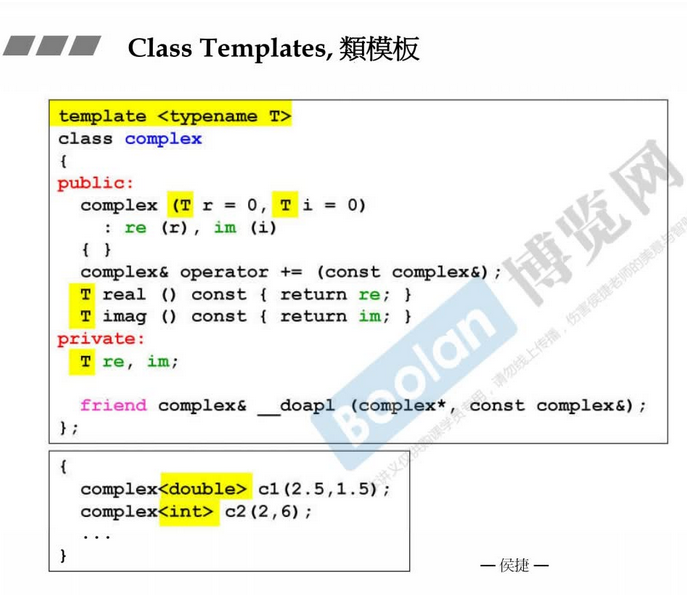 Class Templates, 類模板
template <typename T>
class complex
{
public:
complex (T r = 0, T i = 0)
: re (r), im (i)
{ }
complex& operator += (const complex&);
T real () const { return re; }
T imag () const { return im; }
private:
T re, im;
friend complex& __doapl (complex*, const complex&);
};
{
complex<double> c1(2.5,1.5);
complex<int> c2(2,6);
...
}
— 侯捷 —
Boolan 博览网